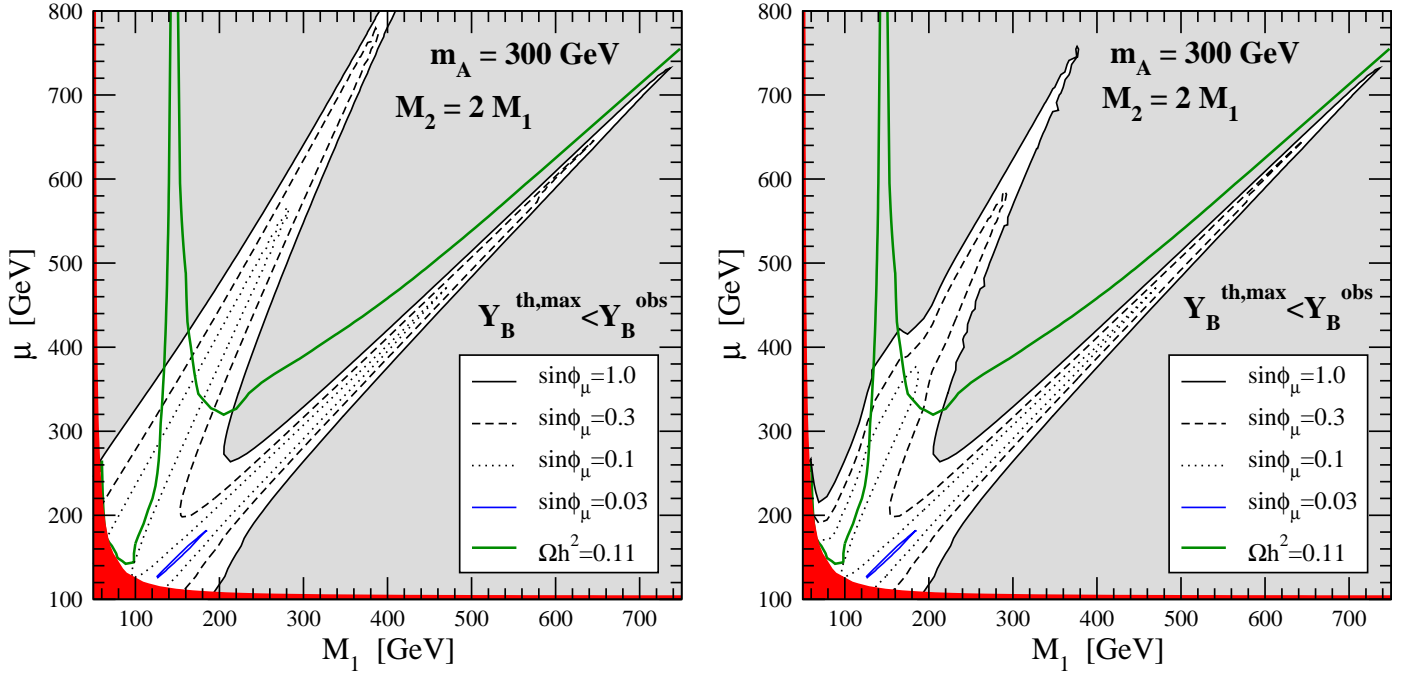 800
700
600
500
400
300
200
100
μ [GeV]
m_A = 300 GeV
M_2 = 2 M_1
Y_B^th,max<Y_B^obs
sinϕ_μ=1.0
sinϕ_μ=0.3
sinϕ_μ=0.1
sinϕ_μ=0.03
Ωh^2=0.11
100 200 300 400 500 600 700
M_1 [GeV]
800
700
600
500
400
300
200
100
μ [GeV]
m_A = 300 GeV
M_2 = 2 M_1
Y_B^th,max<Y_B^obs
sinϕ_μ=1.0
sinϕ_μ=0.3
sinϕ_μ=0.1
sinϕ_μ=0.03
Ωh^2=0.11
100 200 300 400 500 600 700
M_1 [GeV]